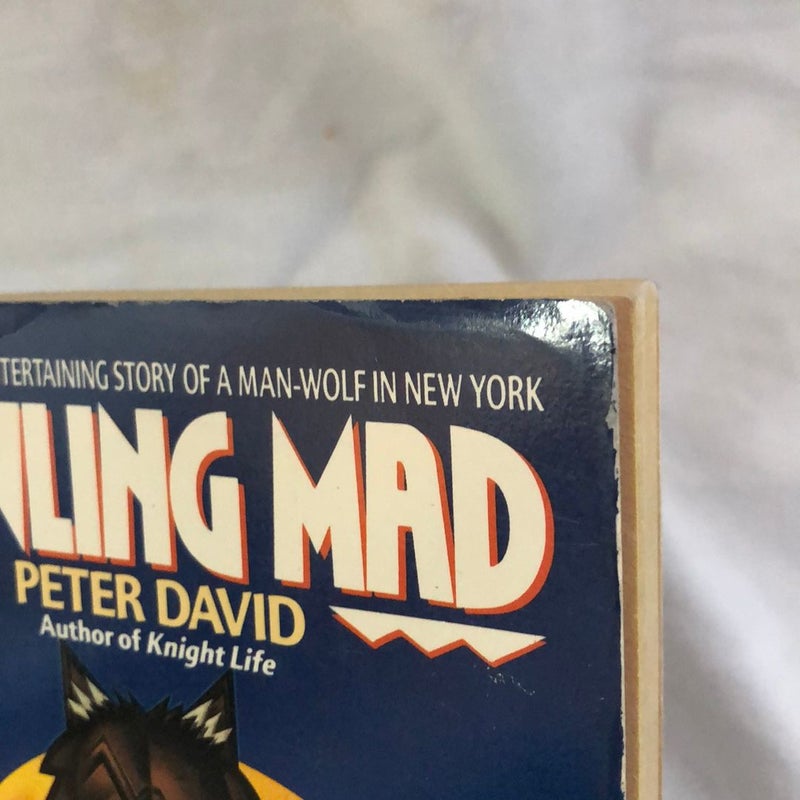 TERTAINING STORY OF A MAN-WOLF IN NEW YORK
LING MAD
PETER DAVID
Author of Knight Life